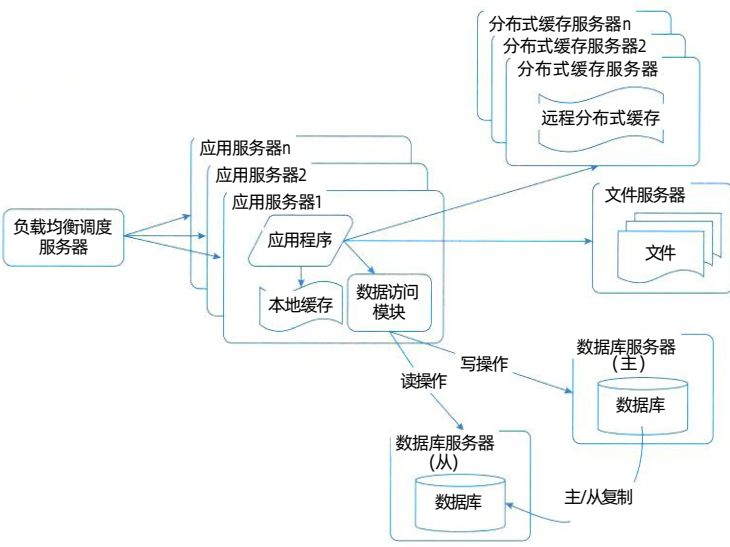 分布式缓存服务器n
分布式缓存服务器2
分布式缓存服务器
远程分布式缓存
应用服务器n
应用服务器2
应用服务器1
负载均衡调度
服务器
应用程序
本地缓存
数据访问
模块
文件服务器
文件
读操作
写操作
数据库服务器
(主)
数据库
数据库服务器
(从)
数据库
主/从复制